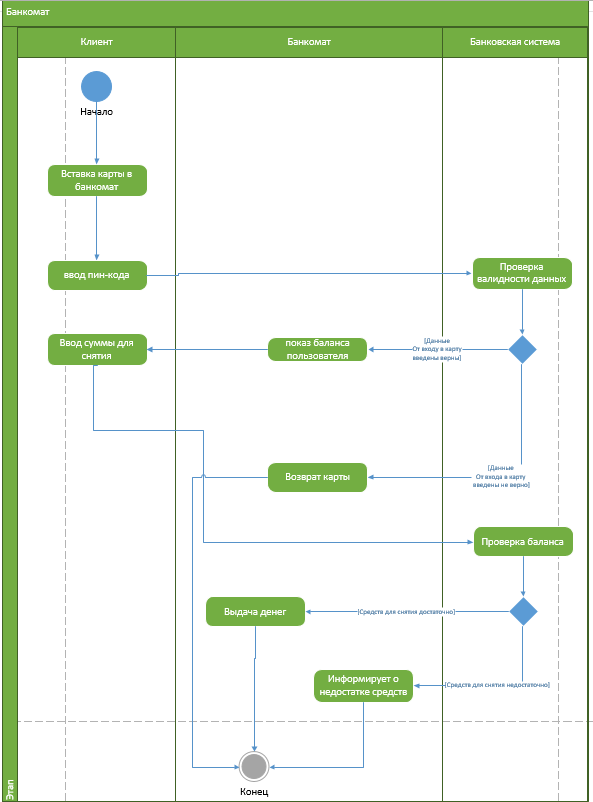 Банкомат
Клиент
Банкомат
Банковская система
Начало
Вставка карты в
банкомат
ввод пин-кода
Проверка
валидности данных
Ввод суммы для
снятия
показ баланса
пользователя
[Данные
От входу в карту
введены верны]
Возврат карты
[Данные
От входа в карту
введены не верно]
Проверка баланса
Выдача денег
[Средств для снятия достаточно]
Информирует о
недостатке средств
[Средств для снятия недостаточно]
Конец
Этап